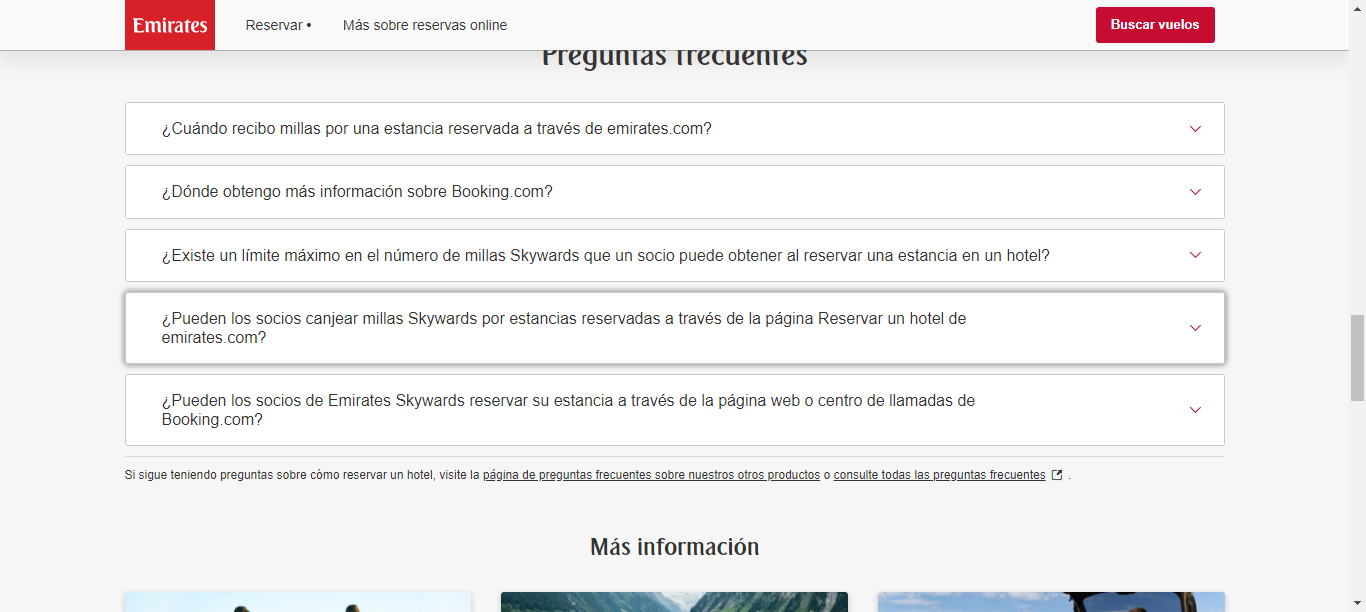 Emirates
Reservar •
Más sobre reservas online
Buscar vuelos
Preguntas frecuentes
¿Cuándo recibo millas por una estancia reservada a través de emirates.com?
¿Dónde obtengo más información sobre Booking.com?
¿Existe un límite máximo en el número de millas Skywards que un socio puede obtener al reservar una estancia en un hotel?
¿Pueden los socios canjear millas Skywards por estancias reservadas a través de la página Reservar un hotel de
emirates.com?
¿Pueden los socios de Emirates Skywards reservar su estancia a través de la página web o centro de llamadas de
Booking.com?
Si sigue teniendo preguntas sobre cómo reservar un hotel, visite la página de preguntas frecuentes sobre nuestros otros productos o consulte todas las preguntas frecuentes .
Más información